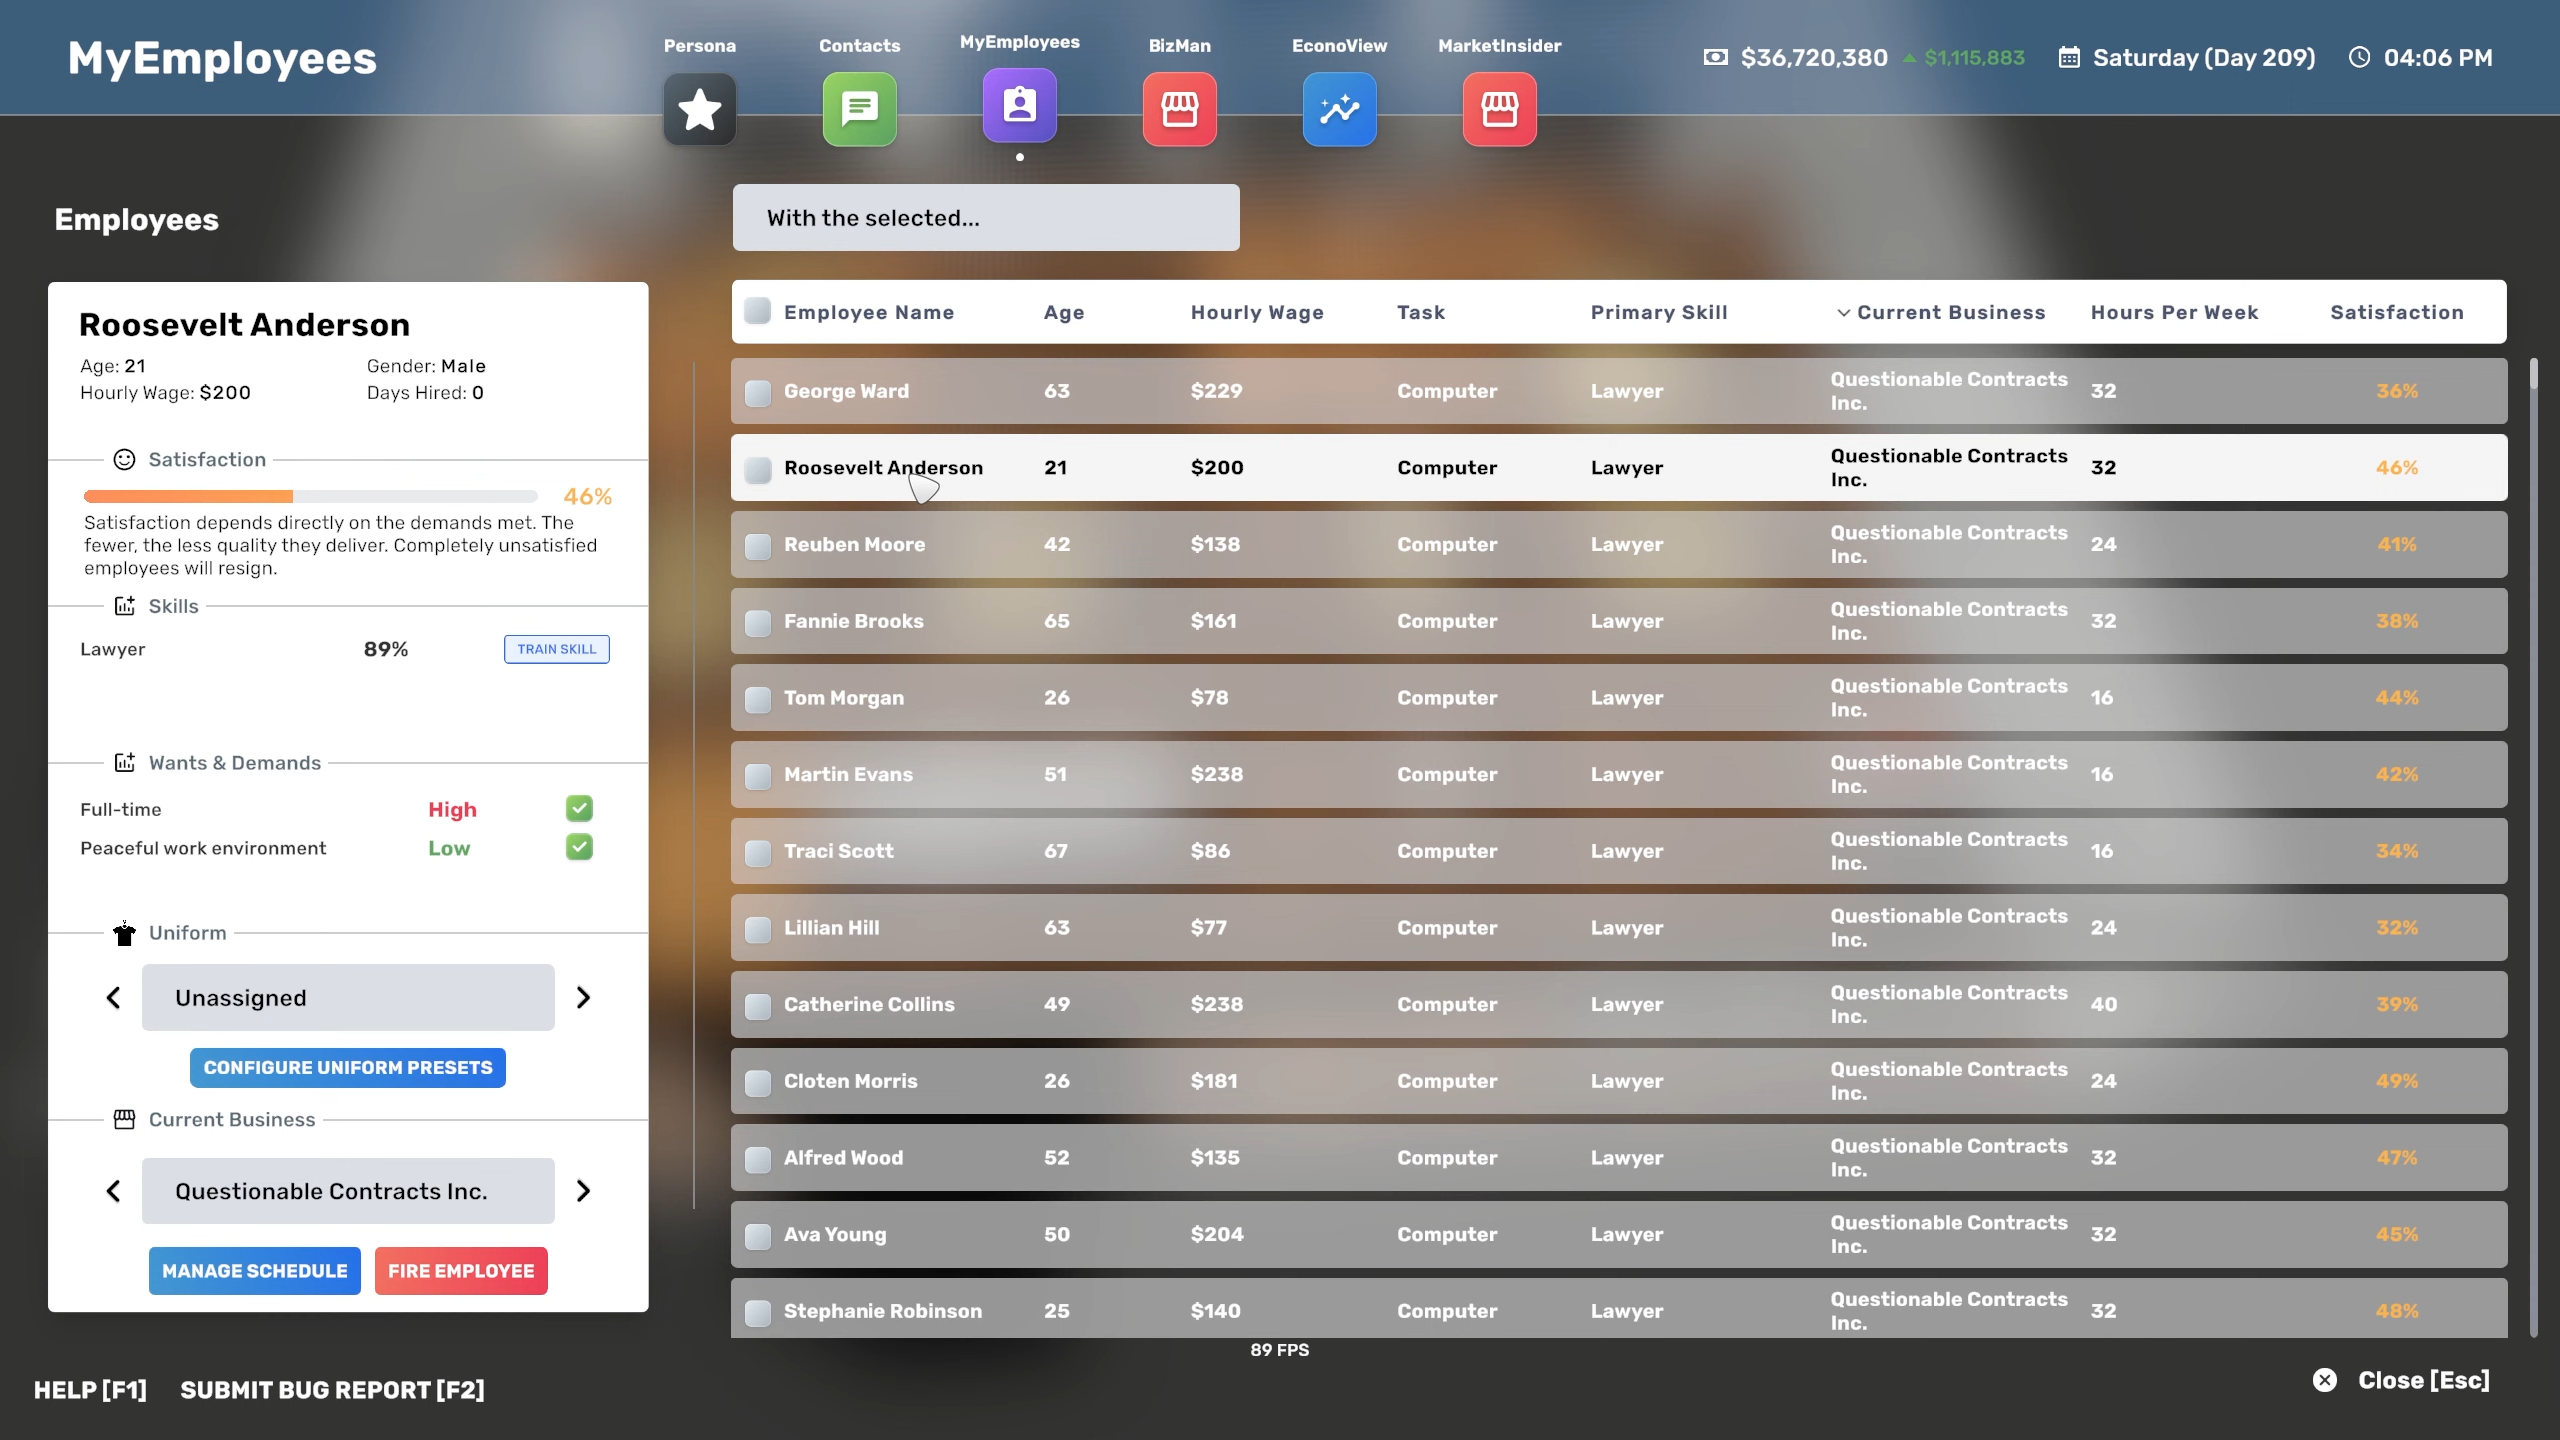 MyEmployees
Persona
Contacts
MyEmployees
BizMan
EconoView
MarketInsider
$36,720,380 $1,115,883 Saturday (Day 209) 04:06 PM
Employees
With the selected...
Roosevelt Anderson
Age: 21 Gender: Male
Hourly Wage: $200 Days Hired: 0
Satisfaction
46%
Satisfaction depends directly on the demands met. The
fewer, the less quality they deliver. Completely unsatisfied
employees will resign.
Skills
Lawyer 89% TRAIN SKILL
Wants & Demands
Full-time High
Peaceful work environment Low
Uniform
Unassigned
CONFIGURE UNIFORM PRESETS
Current Business
Questionable Contracts Inc.
MANAGE SCHEDULE FIRE EMPLOYEE
Employee Name Age Hourly Wage Task Primary Skill Current Business Hours Per Week Satisfaction
George Ward 63 $229 Computer Lawyer Questionable Contracts Inc. 32 36%
Roosevelt Anderson 21 $200 Computer Lawyer Questionable Contracts Inc. 32 46%
Reuben Moore 42 $138 Computer Lawyer Questionable Contracts Inc. 24 41%
Fannie Brooks 65 $161 Computer Lawyer Questionable Contracts Inc. 32 38%
Tom Morgan 26 $78 Computer Lawyer Questionable Contracts Inc. 16 44%
Martin Evans 51 $238 Computer Lawyer Questionable Contracts Inc. 16 42%
Traci Scott 67 $86 Computer Lawyer Questionable Contracts Inc. 16 34%
Lillian Hill 63 $77 Computer Lawyer Questionable Contracts Inc. 24 32%
Catherine Collins 49 $238 Computer Lawyer Questionable Contracts Inc. 40 39%
Cloten Morris 26 $181 Computer Lawyer Questionable Contracts Inc. 24 49%
Alfred Wood 52 $135 Computer Lawyer Questionable Contracts Inc. 32 47%
Ava Young 50 $204 Computer Lawyer Questionable Contracts Inc. 32 45%
Stephanie Robinson 25 $140 Computer Lawyer Questionable Contracts Inc. 32 48%
89 FPS
HELP [F1] SUBMIT BUG REPORT [F2]
Close [Esc]